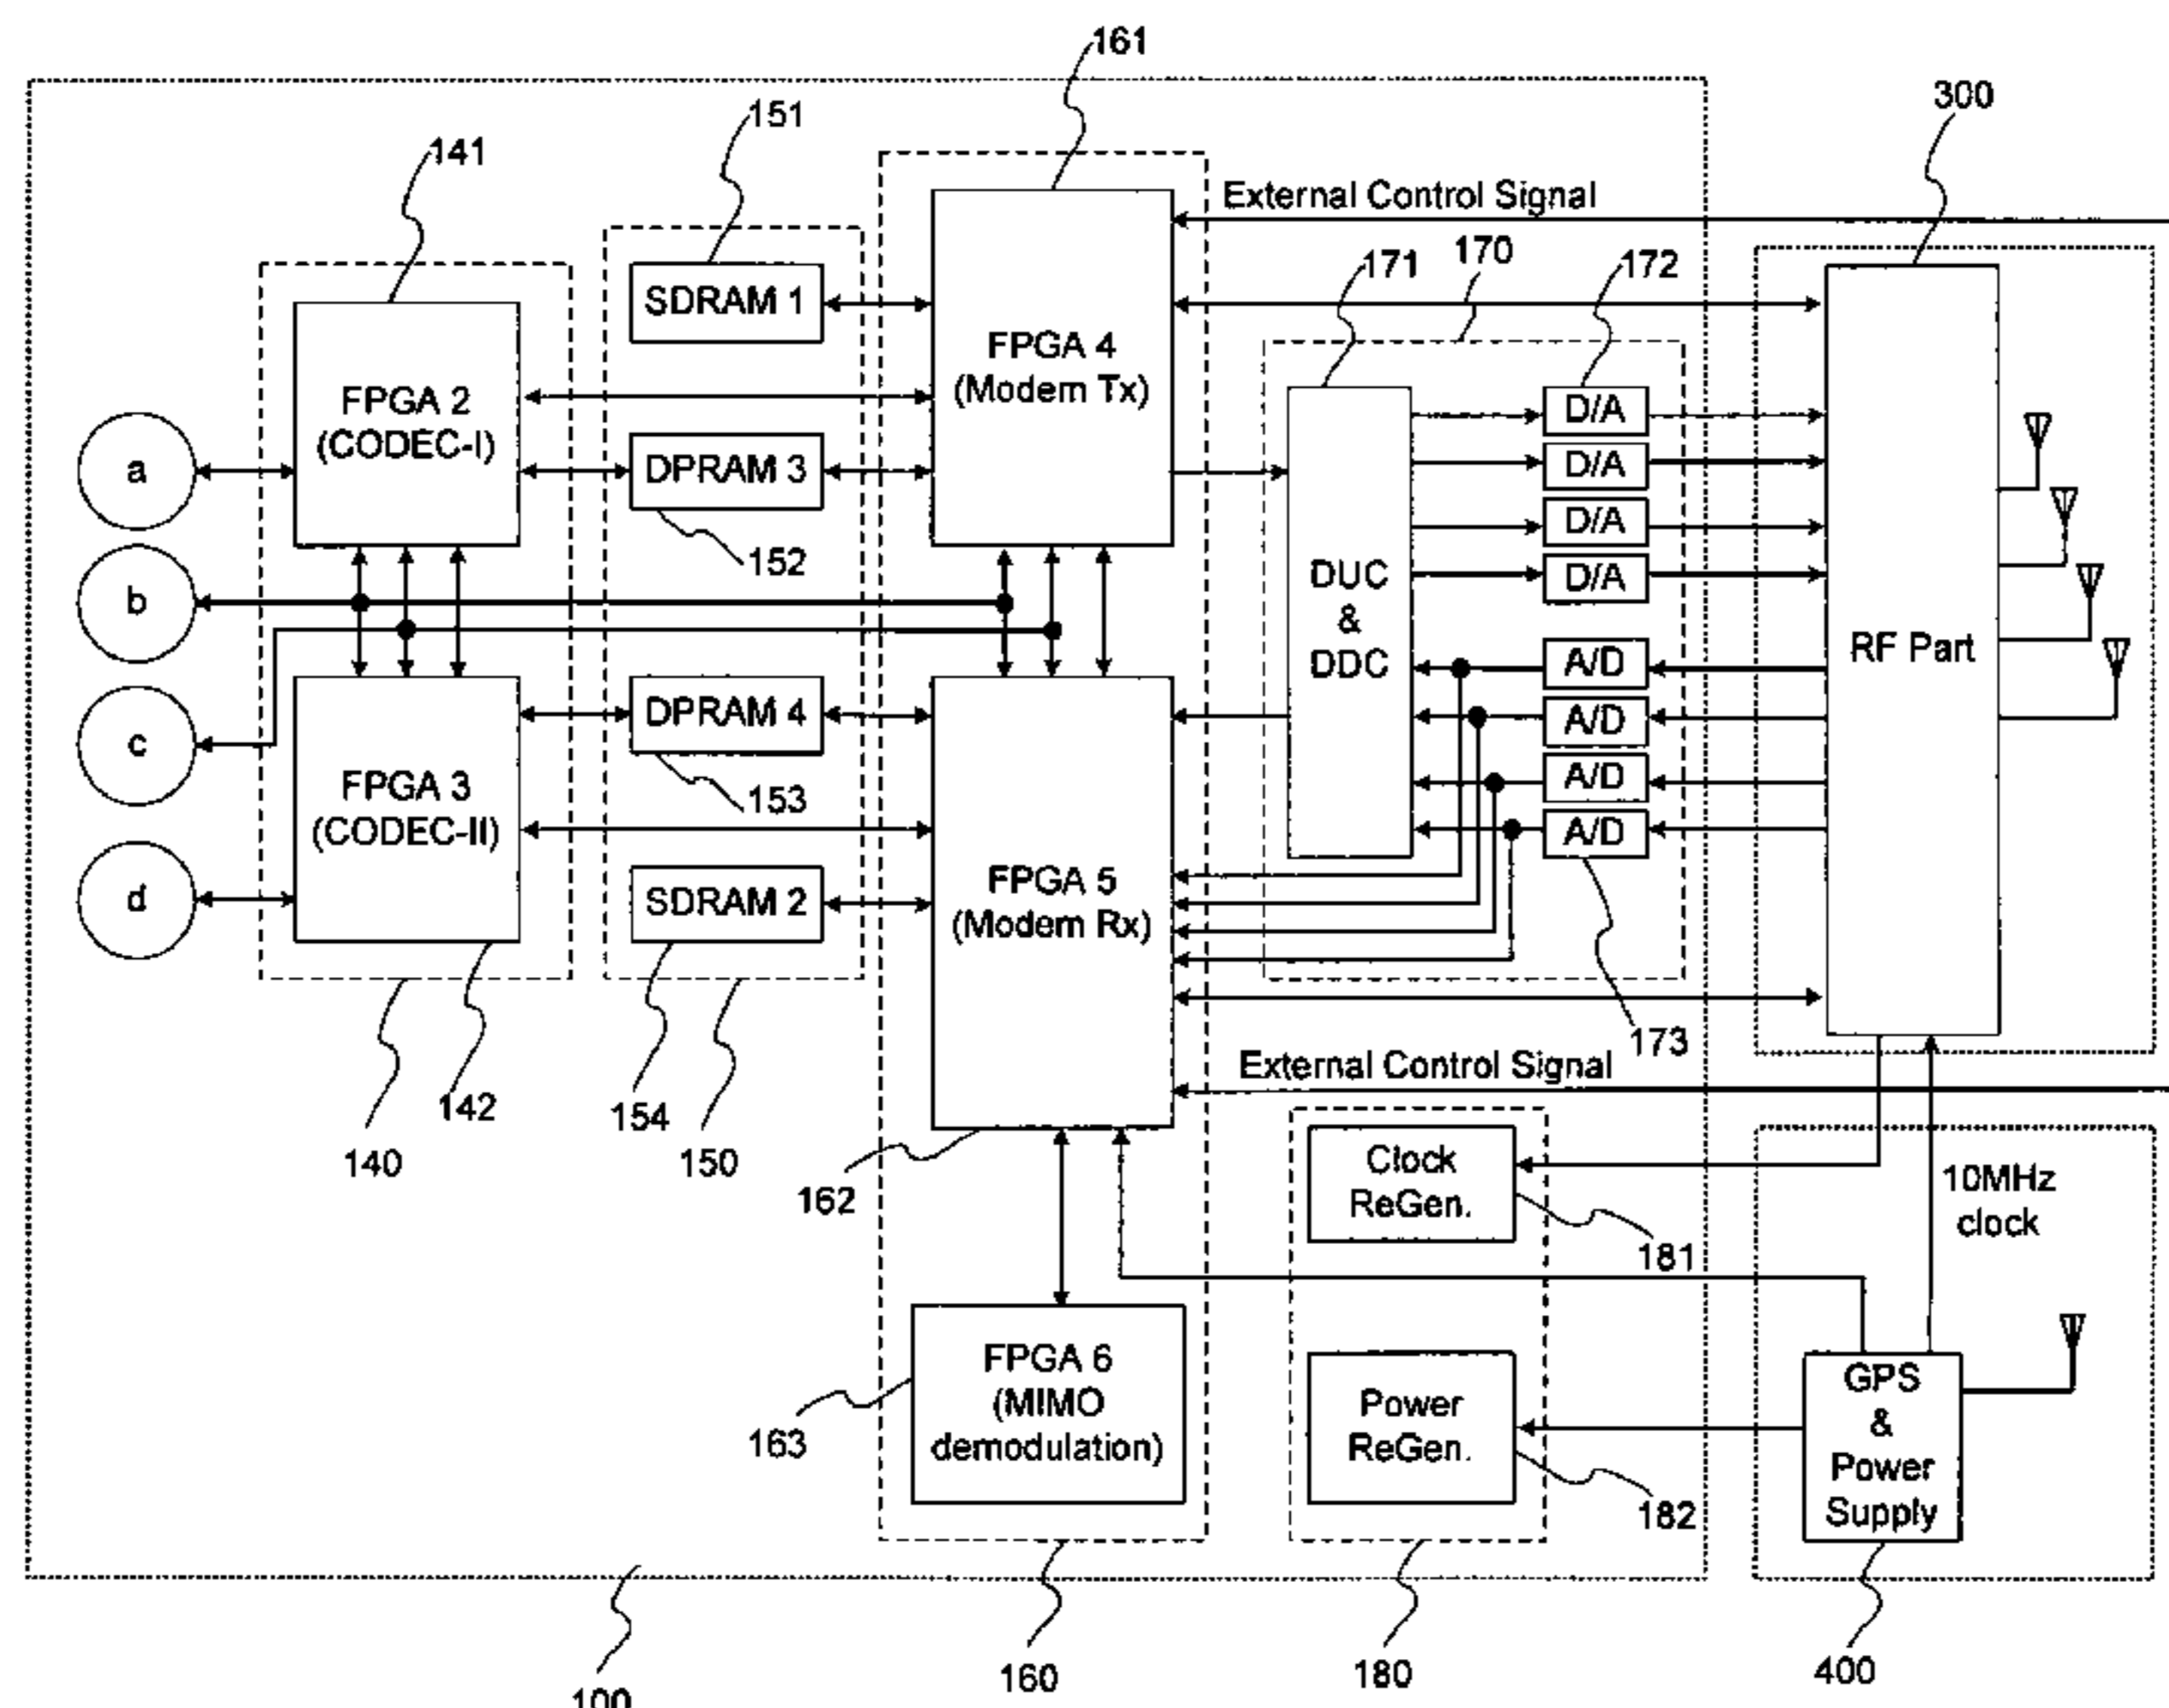 161
300
151
141
External Control Signal
171
170
172
SDRAM 1
FPGA 4
(Modem Tx)
FPGA 2
(CODEC-I)
D/A
D/A
D/A
D/A
a
DPRAM 3
152
b
DUC
&
DDC
RF Part
A/D
A/D
A/D
A/D
DPRAM 4
c
FPGA 3
(CODEC-II)
153
FPGA 5
(Modem Rx)
d
SDRAM 2
173
External Control Signal
142
154
140
150
162
Clock
ReGen.
10MHz
clock
181
FPGA 6
(MIMO
demodulation)
163
Power
ReGen.
GPS
&
Power
Supply
182
100
160
180
400